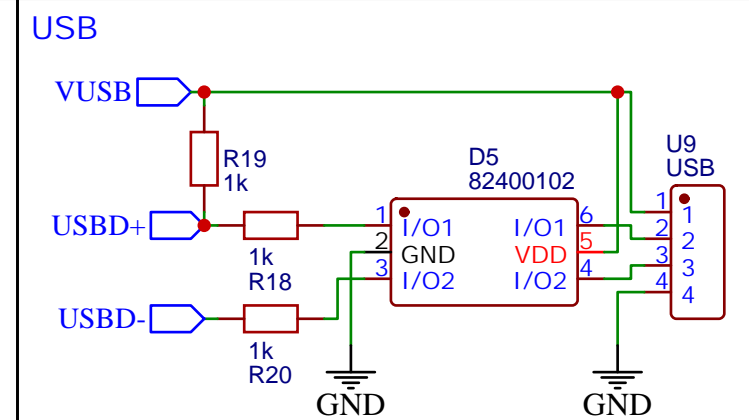 USB
VUSB
R19
1k
USBD+
1k
R18
USBD-
1k
R20
D5
82400102
1 I/O1 I/O1 6
2 GND VDD 5
3 I/O2 I/O2 4
U9
USB
1 1
2 2
3 3
4 4
GND
GND